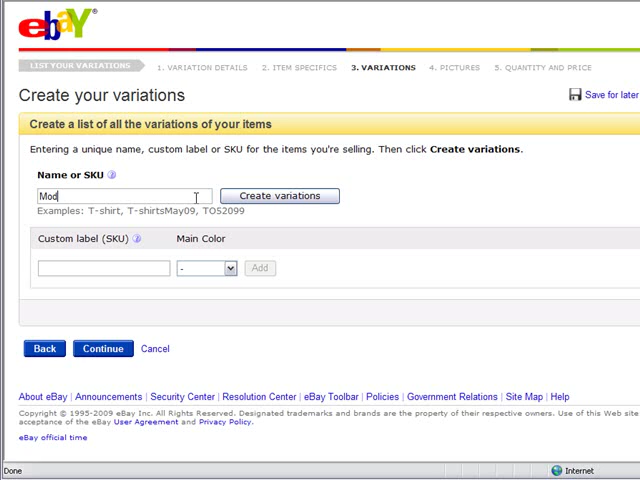 ebaY®
LIST YOUR VARIATIONS 1. VARIATION DETAILS 2. ITEM SPECIFICS 3. VARIATIONS 4. PICTURES 5. QUANTITY AND PRICE
Create your variations Save for later
Create a list of all the variations of your items
Entering a unique name, custom label or SKU for the items you're selling. Then click Create variations.
Name or SKU
Mod Create variations
Examples: T-shirt, T-shirtsMay09, TO52099
Custom label (SKU) Main Color
- Add
Back Continue Cancel
About eBay | Announcements | Security Center | Resolution Center | eBay Toolbar | Policies | Government Relations | Site Map | Help
Copyright © 1995-2009 eBay Inc. All Rights Reserved. Designated trademarks and brands are the property of their respective owners. Use of this Web site
acceptance of the eBay User Agreement and Privacy Policy.
eBay official time
Done Internet